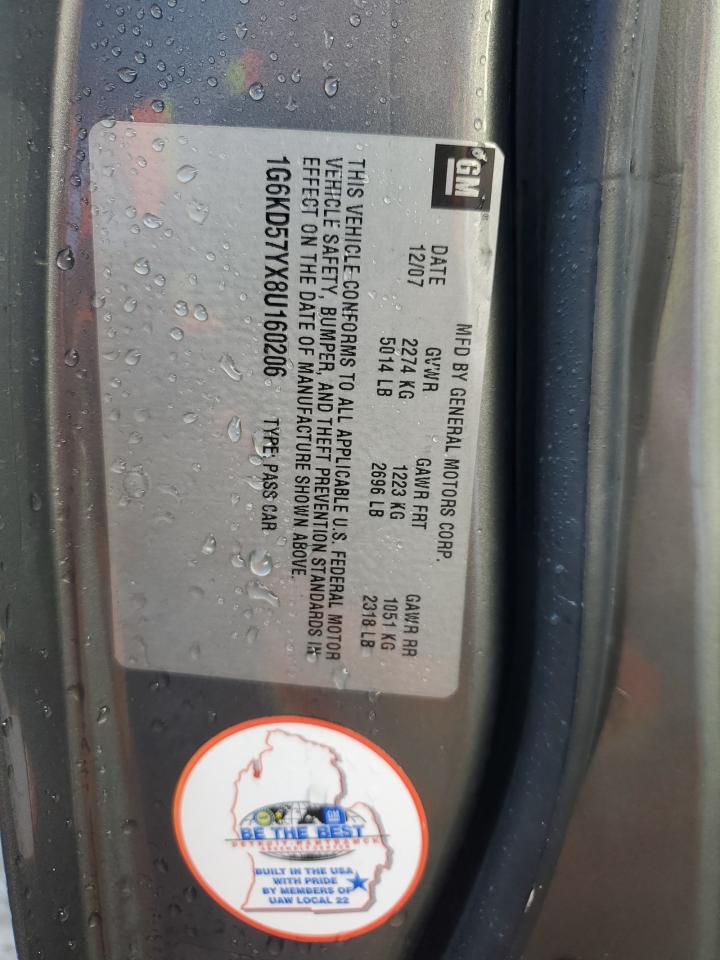 GM
MFD BY GENERAL MOTORS CORP.
DATE GVWR GAWR FRT GAWR RR
12/07 2274 KG 1223 KG 1051 KG
5014 LB 2696 LB 2318 LB
THIS VEHICLE CONFORMS TO ALL APPLICABLE U.S. FEDERAL MOTOR
VEHICLE SAFETY, BUMPER, AND THEFT PREVENTION STANDARDS IN
EFFECT ON THE DATE OF MANUFACTURE SHOWN ABOVE.
1G6KD57YX8U160206 TYPE: PASS CAR
GM
BE THE BEST
DETROIT HAMTRAMCK
BUILT IN THE USA
WITH PRIDE
BY MEMBERS OF
UAW LOCAL 22